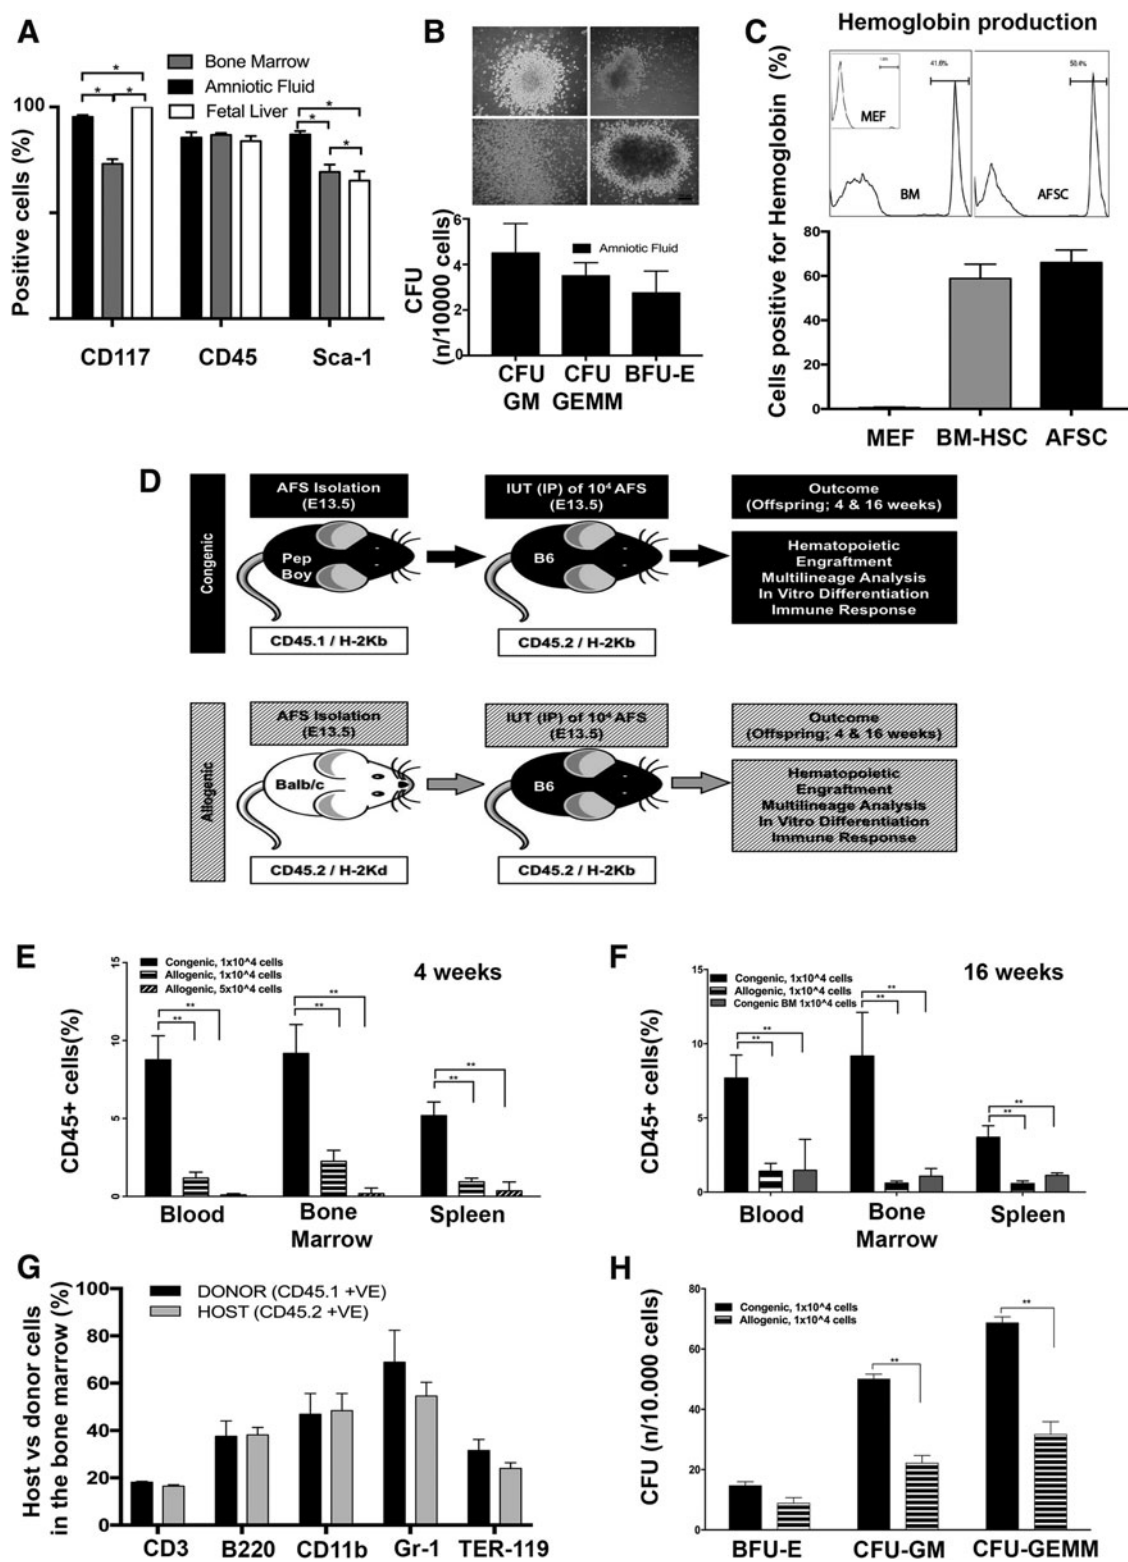 A
Bone Marrow
Amniotic Fluid
Fetal Liver
Positive cells (%)
100
*
*
*
*
*
*
CD117
CD45
Sca-1
B
CFU
(n/10000 cells)
6
4
2
0
Amniotic Fluid
CFU
GM
CFU
GEMM
BFU-E
C
Hemoglobin production
41.6%
50.4%
MEF
BM
AFSC
Cells positive for Hemoglobin (%)
80
60
40
20
0
MEF
BM-HSC
AFSC
D
Congenic
AFS Isolation
(E13.5)
Pep
Boy
CD45.1 / H-2Kb
IUT (IP) of 10⁴ AFS
(E13.5)
B6
CD45.2 / H-2Kb
Outcome
(Offspring; 4 & 16 weeks)
Hematopoietic
Engraftment
Multilineage Analysis
In Vitro Differentiation
Immune Response
Allogenic
AFS Isolation
(E13.5)
Balb/c
CD45.2 / H-2Kd
IUT (IP) of 10⁴ AFS
(E13.5)
B6
CD45.2 / H-2Kb
Outcome
(Offspring; 4 & 16 weeks)
Hematopoietic
Engraftment
Multilineage Analysis
In Vitro Differentiation
Immune Response
E
4 weeks
Congenic, 1x10^4 cells
Allogenic, 1x10^4 cells
Allogenic, 5x10^4 cells
CD45+ cells(%)
15
10
5
0
**
**
**
**
**
**
Blood
Bone
Marrow
Spleen
F
16 weeks
Congenic, 1x10^4 cells
Allogenic, 1x10^4 cells
Congenic BM 1x10^4 cells
CD45+ cells(%)
15
10
5
0
**
**
**
**
**
**
Blood
Bone
Marrow
Spleen
G
DONOR (CD45.1 +VE)
HOST (CD45.2 +VE)
Host vs donor cells
in the bone marrow (%)
100
80
60
40
20
0
CD3
B220
CD11b
Gr-1
TER-119
H
Congenic, 1x10^4 cells
Allogenic, 1x10^4 cells
CFU (n/10.000 cells)
80
60
40
20
0
**
**
BFU-E
CFU-GM
CFU-GEMM